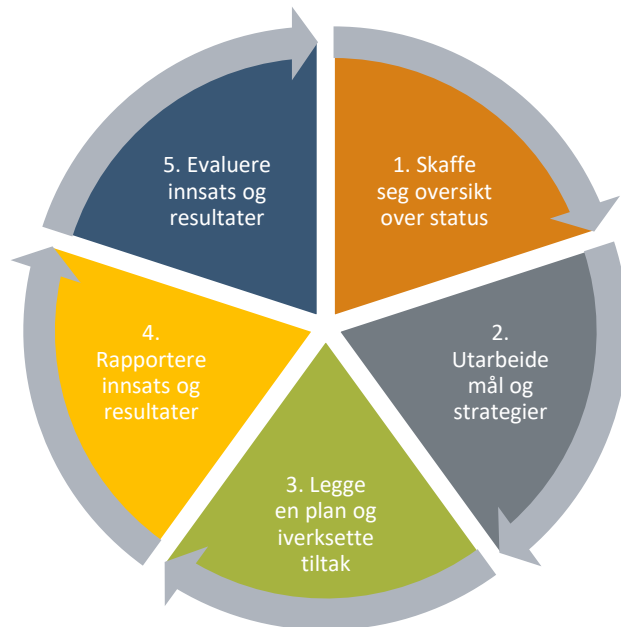 1. Skaffe
seg oversikt
over status
2.
Utarbeide
mål og
strategier
3. Legge
en plan og
iverksette
tiltak
4.
Rapportere
innsats og
resultater
5. Evaluere
innsats og
resultater